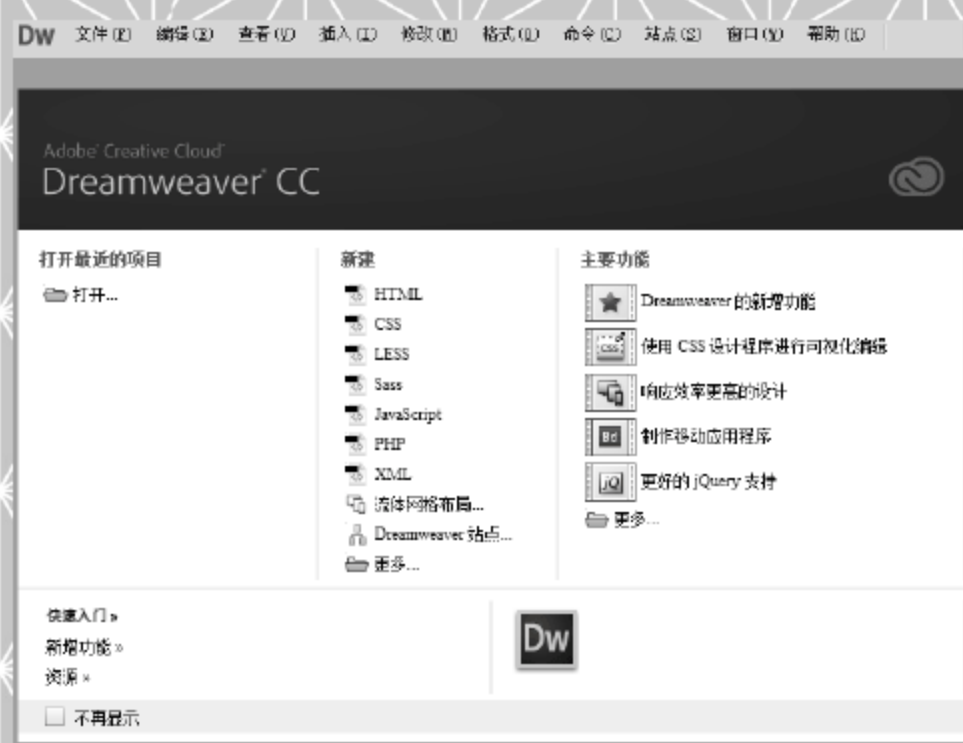 Dw 文件(F) 编辑(E) 查看(V) 插入(I) 修改(M) 格式(O) 命令(C) 站点(S) 窗口(W) 帮助(H)
Adobe Creative Cloud
Dreamweaver CC
打开最近的项目
打开...
新建
HTML
CSS
LESS
Sass
JavaScript
PHP
XML
流体网格布局...
Dreamweaver 站点...
更多...
主要功能
Dreamweaver 的新增功能
CSS
使用 CSS 设计程序进行可视化编辑
响应效率更高的设计
Bd
制作移动应用程序
jQ
更好的 jQuery 支持
更多...
快速入门 »
新增功能 »
资源 »
Dw
不再显示